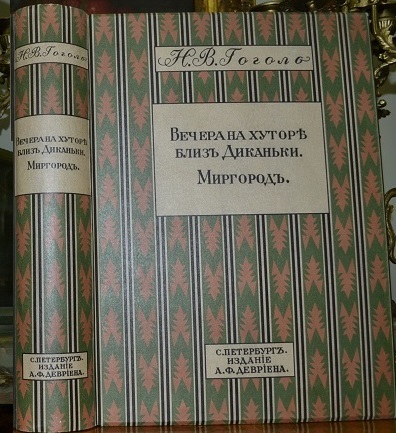 Н.В.Гоголь
Вечера на хуторѣ
близъ Диканьки.
Миргородъ.
С.Петербургъ.
изданіе
А.Ф.Девріена.
Н.В.Гоголь
Вечера на хуторѣ
близъ Диканьки.
Миргородъ.
С.Петербургъ.
изданіе
А.Ф.Девріена.